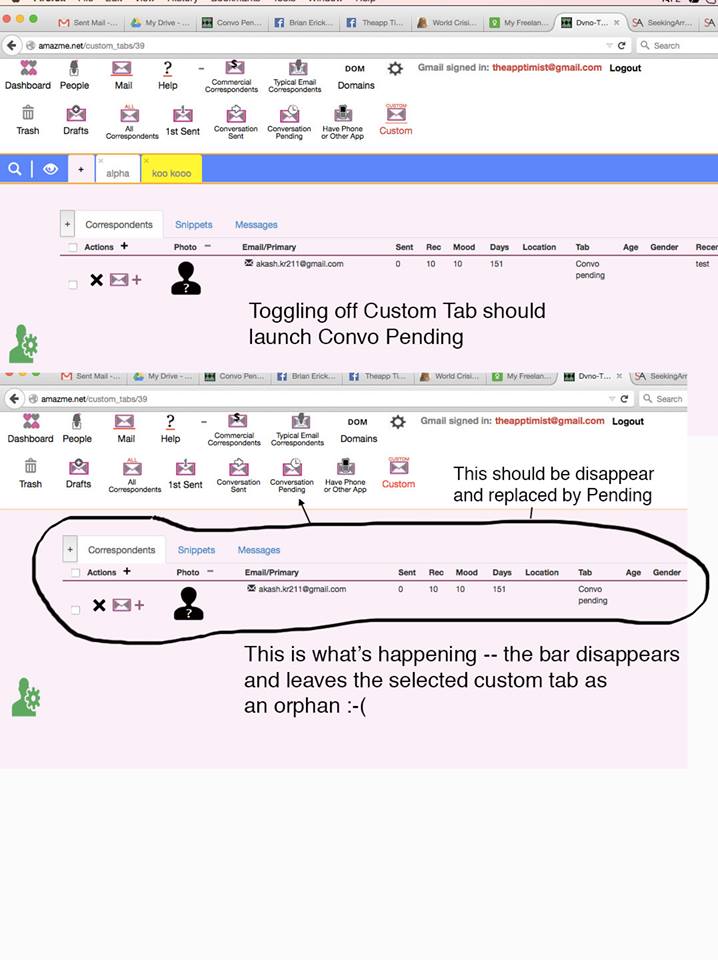 Sent Mail -...
My Drive - ...
Convo Pen...
Brian Erick...
Theapp Ti...
World Crisi...
My Freelan...
Dvno-T...
SeekingArr...
amazme.net/custom_tabs/39
Search
Dashboard People Mail Help – Commercial Correspondents Typical Email Correspondents DOM Domains Gmail signed in: theapptimist@gmail.com Logout
Trash Drafts ALL All Correspondents 1st Sent Conversation Sent Conversation Pending Have Phone or Other App CUSTOM Custom
+ alpha koo kooo
+ Correspondents Snippets Messages
Actions + Photo – Email/Primary Sent Rec Mood Days Location Tab Age Gender Recen
akash.kr211@gmail.com 0 10 10 151 Convo pending test
Toggling off Custom Tab should
launch Convo Pending
Sent Mail -...
My Drive - ...
Convo Pen...
Brian Erick...
Theapp Ti...
World Crisi...
My Freelan...
Dvno-T...
SeekingArr
amazme.net/custom_tabs/39
Search
Dashboard People Mail Help – Commercial Correspondents Typical Email Correspondents DOM Domains Gmail signed in: theapptimist@gmail.com Logout
Trash Drafts ALL All Correspondents 1st Sent Conversation Sent Conversation Pending Have Phone or Other App CUSTOM Custom
This should be disappear
and replaced by Pending
+ Correspondents Snippets Messages
Actions + Photo – Email/Primary Sent Rec Mood Days Location Tab Age Gender
akash.kr211@gmail.com 0 10 10 151 Convo pending
This is what's happening -- the bar disappears
and leaves the selected custom tab as
an orphan :-(